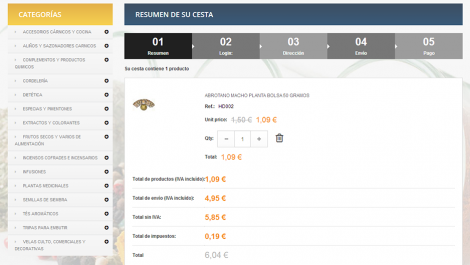 CATEGORÍAS
ACCESORIOS CÁRNICOS Y COCINA
ALIÑOS Y SAZONADORES CARNICOS
COMPLEMENTOS Y PRODUCTOS
QUIMICOS
CORDELERÍA
DIETÉTICA
ESPECIAS Y PIMENTONES
EXTRACTOS Y COLORANTES
FRUTOS SECOS Y VARIOS DE
ALIMENTACIÓN
INCIENSOS COFRADES E INCENSARIOS
INFUSIONES
PLANTAS MEDICINALES
SEMILLAS DE SIEMBRA
TÉS AROMÁTICOS
TRIPAS PARA EMBUTIR
VELAS CULTO, COMERCIALES Y
DECORATIVAS
RESUMEN DE SU CESTA
01 02 03 04 05
Resumen Login: Dirección Envío Pago
Su cesta contiene 1 producto
ABROTANO MACHO PLANTA BOLSA 50 GRAMOS
Ref.: HD002
Unit price: 1,50 € 1,09 €
Qty: − 1 +
Total: 1,09 €
Total de productos (IVA incluído): 1,09 €
Total de envío (IVA incluído): 4,95 €
Total sin IVA: 5,85 €
Total de impuestos: 0,19 €
Total 6,04 €